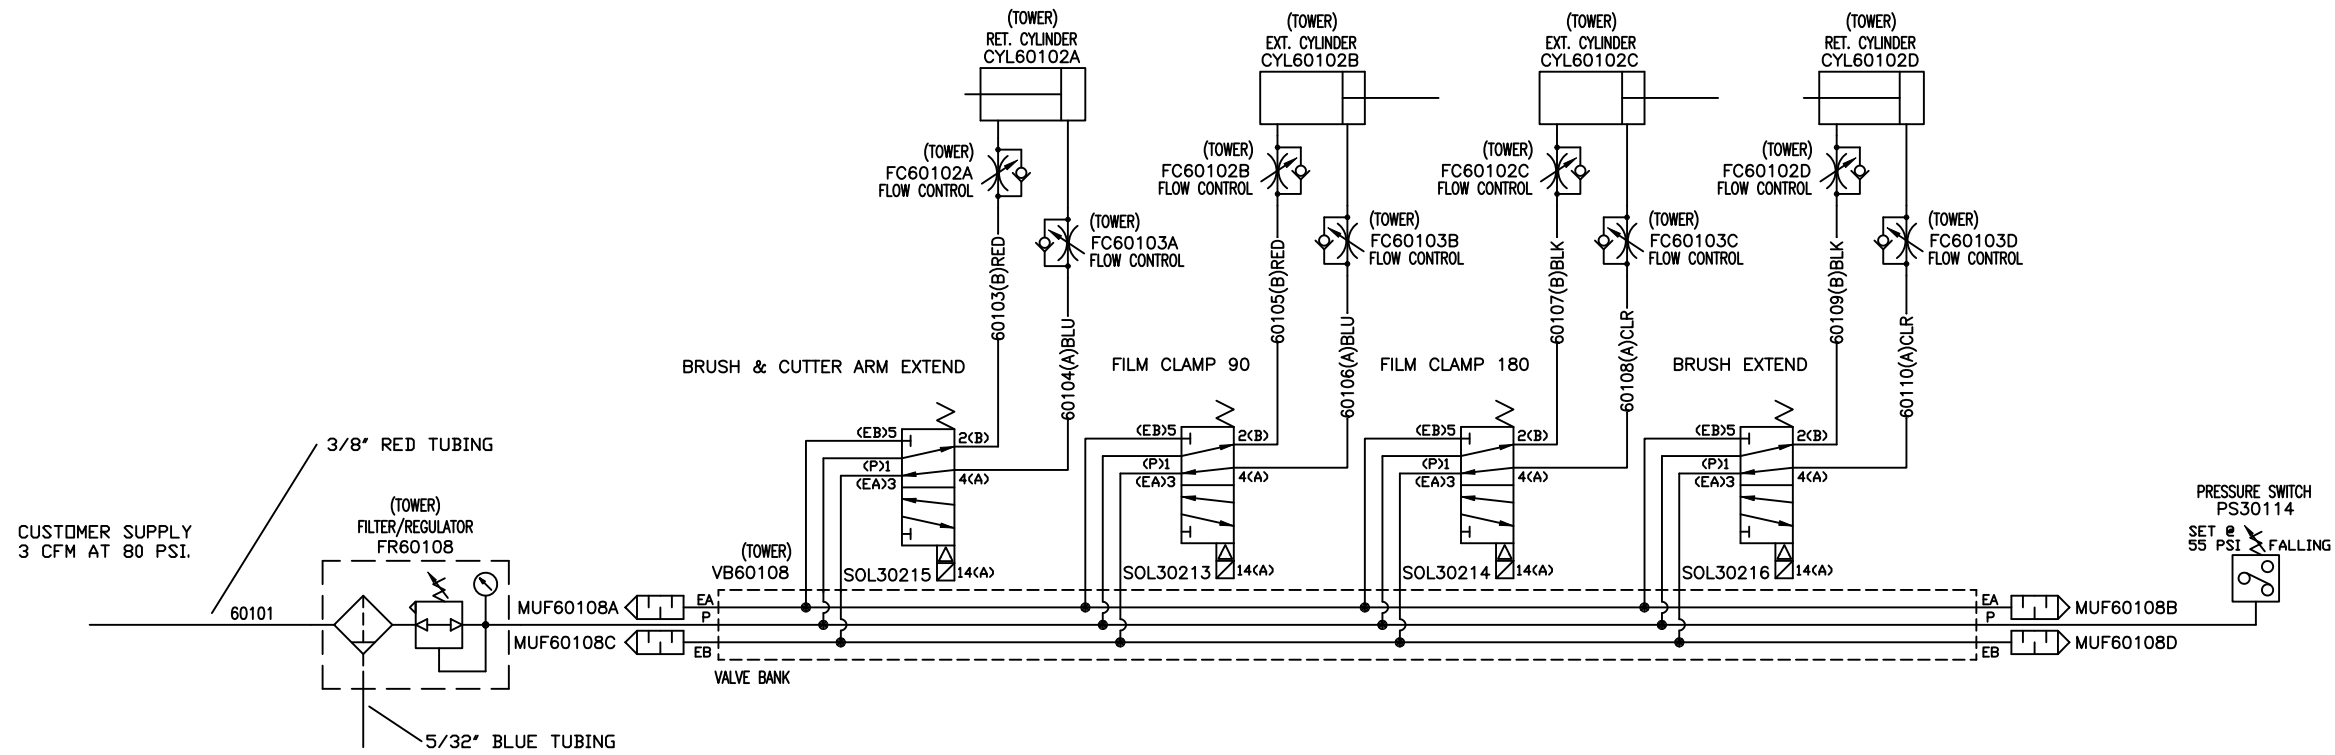 (TOWER)
RET. CYLINDER
CYL60102A
(TOWER)
EXT. CYLINDER
CYL60102B
(TOWER)
EXT. CYLINDER
CYL60102C
(TOWER)
RET. CYLINDER
CYL60102D
(TOWER)
FC60102A
FLOW CONTROL
(TOWER)
FC60102B
FLOW CONTROL
(TOWER)
FC60102C
FLOW CONTROL
(TOWER)
FC60102D
FLOW CONTROL
(TOWER)
FC60103A
FLOW CONTROL
(TOWER)
FC60103B
FLOW CONTROL
(TOWER)
FC60103C
FLOW CONTROL
(TOWER)
FC60103D
FLOW CONTROL
60103(B)RED
60104(A)BLU
60105(B)RED
60106(A)BLU
60107(B)BLK
60108(A)CLR
60109(B)BLK
60110(A)CLR
BRUSH & CUTTER ARM EXTEND
FILM CLAMP 90
FILM CLAMP 180
BRUSH EXTEND
(EB)5
2(B)
(P)1
(EA)3
4(A)
SOL30215
14(A)
(EB)5
2(B)
(P)1
(EA)3
4(A)
SOL30213
14(A)
(EB)5
2(B)
(P)1
(EA)3
4(A)
SOL30214
14(A)
(EB)5
2(B)
(P)1
(EA)3
4(A)
SOL30216
14(A)
3/8" RED TUBING
CUSTOMER SUPPLY
3 CFM AT 80 PSI.
(TOWER)
FILTER/REGULATOR
FR60108
60101
5/32" BLUE TUBING
(TOWER)
VB60108
MUF60108A
EA
P
MUF60108C
EB
VALVE BANK
EA
MUF60108B
P
EB
MUF60108D
PRESSURE SWITCH
PS30114
SET @
55 PSI FALLING